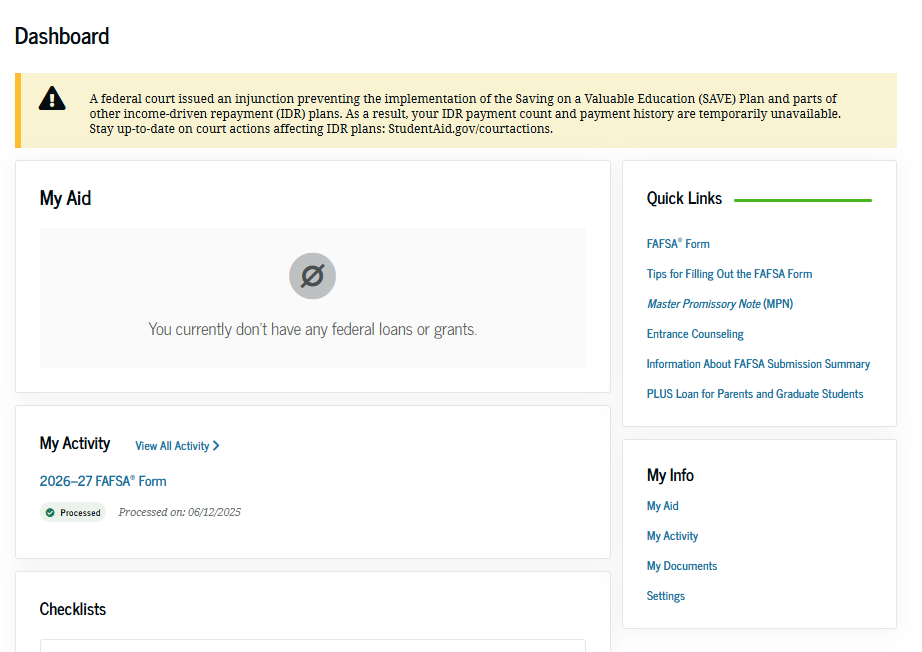 Dashboard
A federal court issued an injunction preventing the implementation of the Saving on a Valuable Education (SAVE) Plan and parts of
other income-driven repayment (IDR) plans. As a result, your IDR payment count and payment history are temporarily unavailable.
Stay up-to-date on court actions affecting IDR plans: StudentAid.gov/courtactions.
My Aid
You currently don't have any federal loans or grants.
My Activity
View All Activity
2026–27 FAFSA® Form
Processed
Processed on: 06/12/2025
Checklists
Quick Links
FAFSA® Form
Tips for Filling Out the FAFSA Form
Master Promissory Note (MPN)
Entrance Counseling
Information About FAFSA Submission Summary
PLUS Loan for Parents and Graduate Students
My Info
My Aid
My Activity
My Documents
Settings